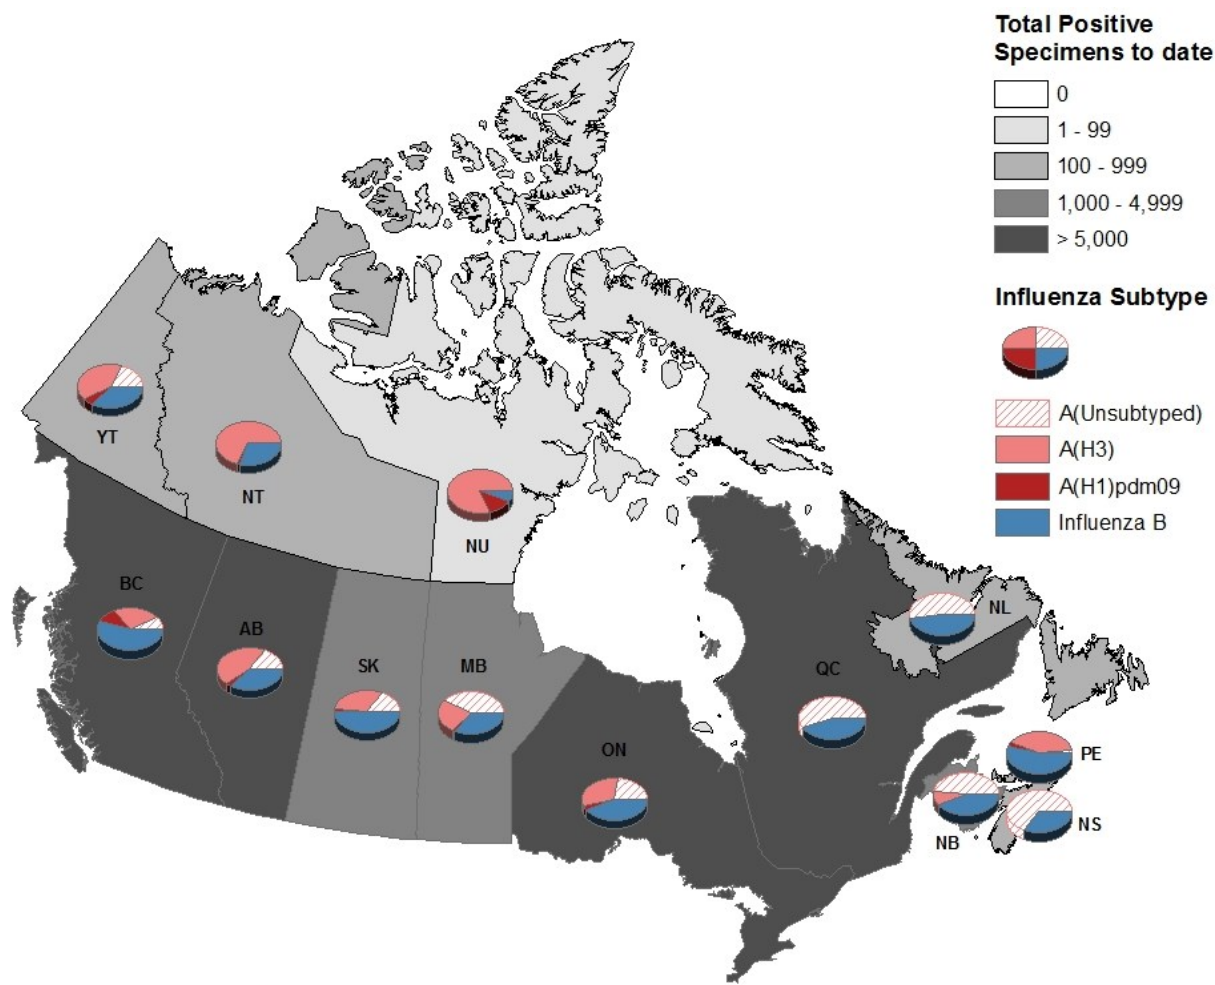 Total Positive
Specimens to date
0
1 - 99
100 - 999
1,000 - 4,999
> 5,000
Influenza Subtype
A(Unsubtyped)
A(H3)
A(H1)pdm09
Influenza B
YT
NT
NU
BC
AB
SK
MB
ON
QC
NL
PE
NB
NS